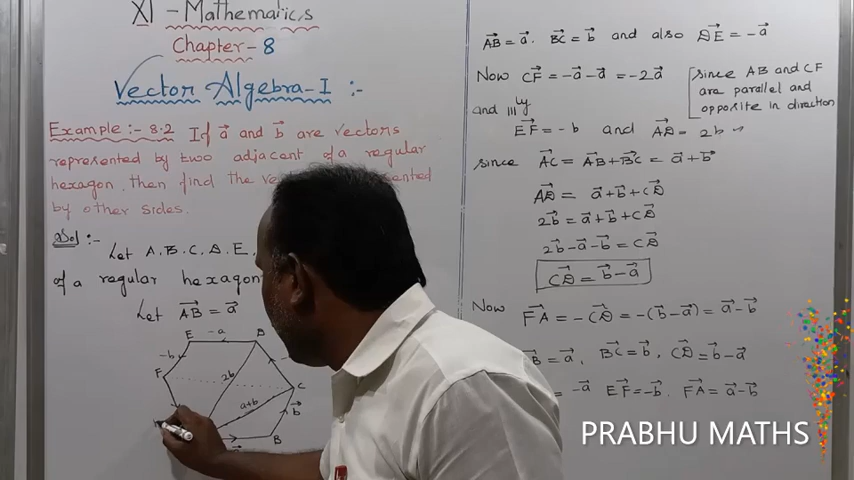 XI - Mathematics
Chapter - 8
Vector Algebra-I :-
Example :- 8.2 If a⃗ and b⃗ are vectors
represented by two adjacent of a regular
hexagon, then find the
by other sides.
Sol :-
Let A, B, C, D, E,
of a regular hexagon
Let AB⃗ = a⃗
E -a D
-b
F 2b C
a+b b⃗
B
AB⃗ = a⃗. BC⃗ = b⃗ and also DE⃗ = -a⃗
Now CF⃗ = -a⃗ - a⃗ = -2a⃗
since AB and CF
are parallel and
opposite in direction
and |||ly
EF⃗ = -b and AD⃗ = 2b
since AC⃗ = AB⃗ + BC⃗ = a⃗ + b⃗
AD⃗ = a⃗ + b⃗ + CD⃗
2b⃗ = a⃗ + b⃗ + CD⃗
2b⃗ - a⃗ - b⃗ = CD⃗
CD⃗ = b⃗ - a⃗
Now FA⃗ = -CD⃗ = -(b⃗ - a⃗) = a⃗ - b⃗
B = a⃗, BC⃗ = b⃗, CD⃗ = b⃗ - a⃗
= -a⃗ EF⃗ = -b⃗, FA⃗ = a⃗ - b⃗
PRABHU MATHS